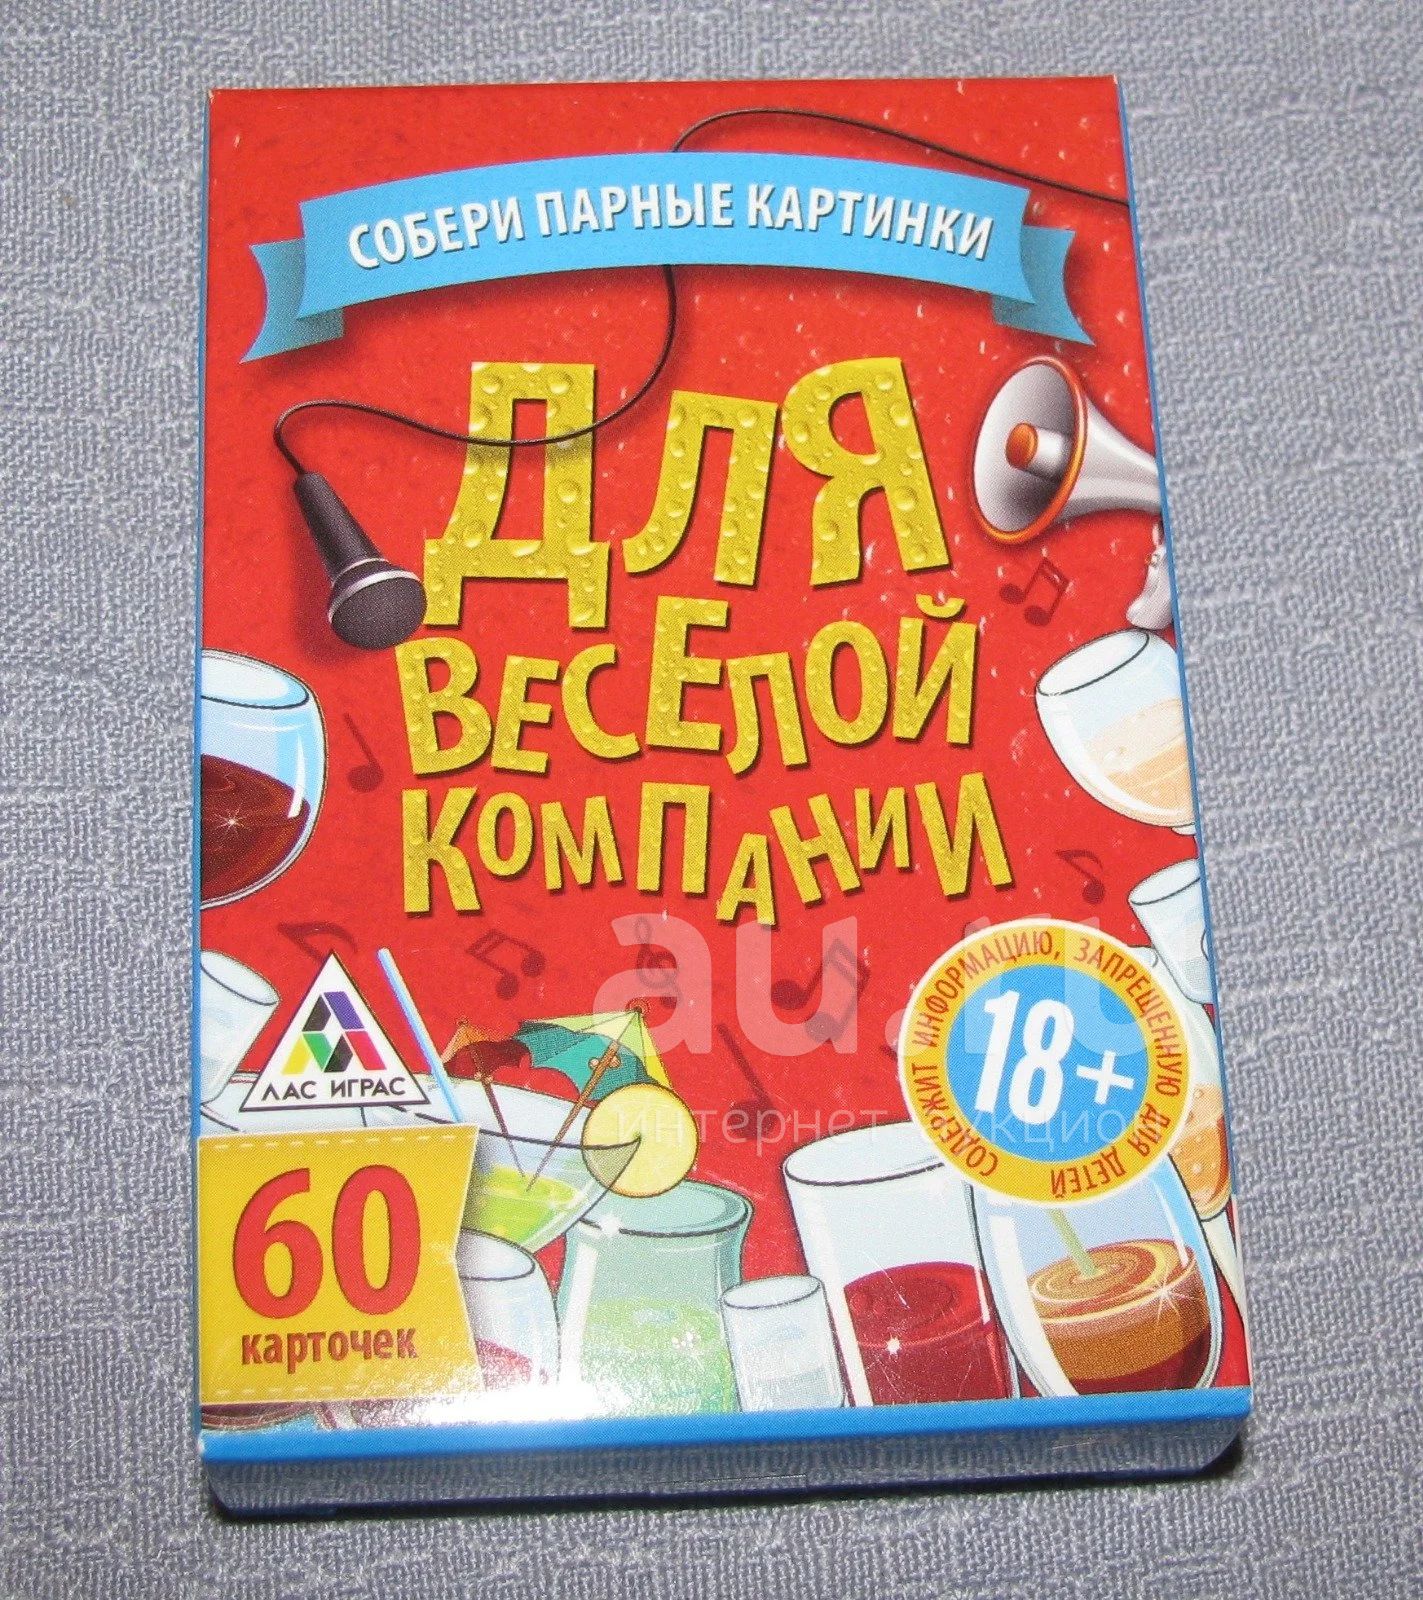 СОБЕРИ ПАРНЫЕ КАРТИНКИ
ДЛЯ
ВЕСЕЛОЙ
КОМПАНИИ
au.ru
интернет аукцион
СОДЕРЖИТ ИНФОРМАЦИЮ, ЗАПРЕЩЕННУЮ ДЛЯ ДЕТЕЙ
18+
ЛАС ИГРАС
60
карточек